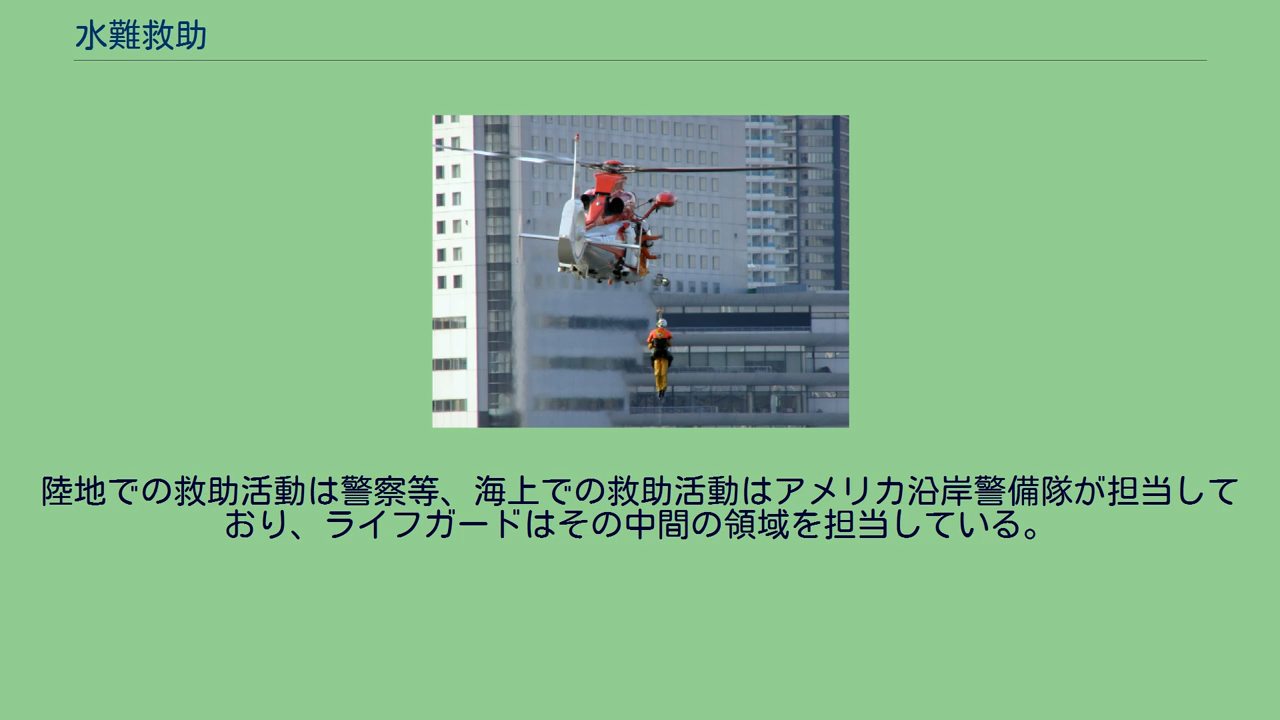 水難救助
陸地での救助活動は警察等、海上での救助活動はアメリカ沿岸警備隊が担当して
おり、ライフガードはその中間の領域を担当している。